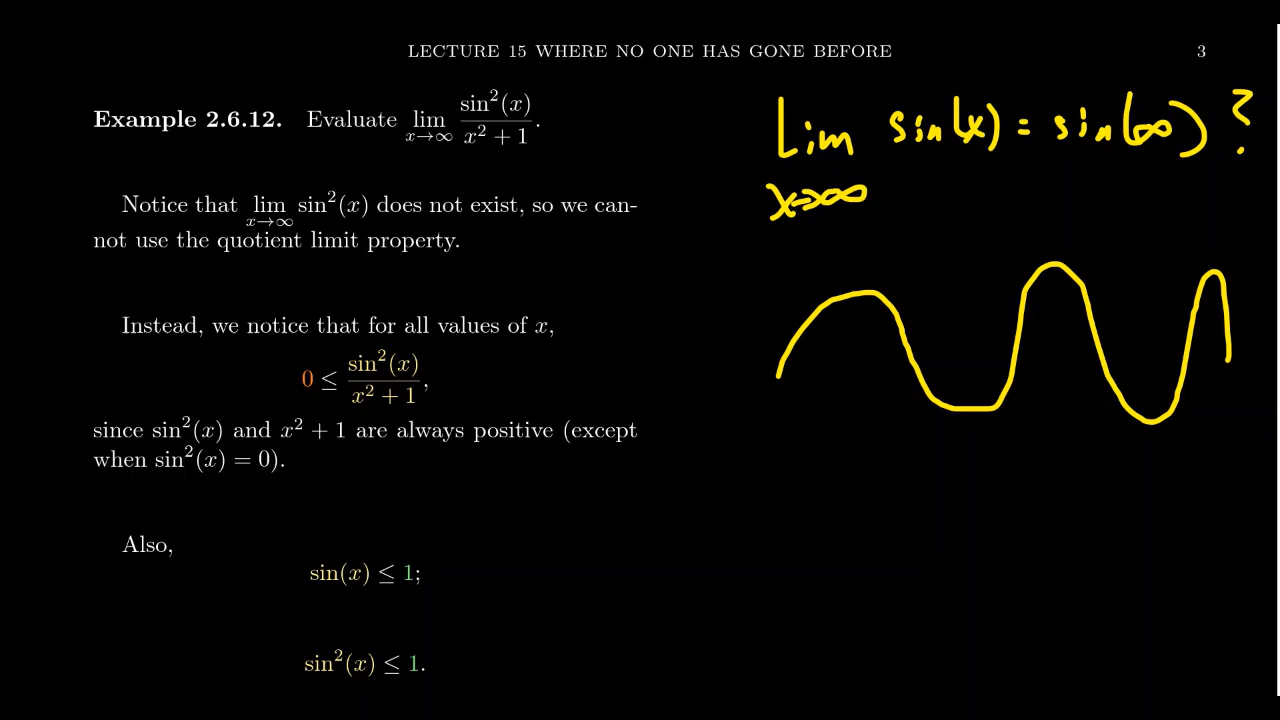 LECTURE 15 WHERE NO ONE HAS GONE BEFORE 3
Example 2.6.12. Evaluate lim x→∞ sin²(x) / x² + 1 .
Notice that lim x→∞ sin²(x) does not exist, so we can-
not use the quotient limit property.
Instead, we notice that for all values of x,
0 ≤ sin²(x) / x² + 1 ,
since sin²(x) and x² + 1 are always positive (except
when sin²(x) = 0).
Also,
sin(x) ≤ 1;
sin²(x) ≤ 1.
Lim sin(x) = sin(∞) ?
x→∞